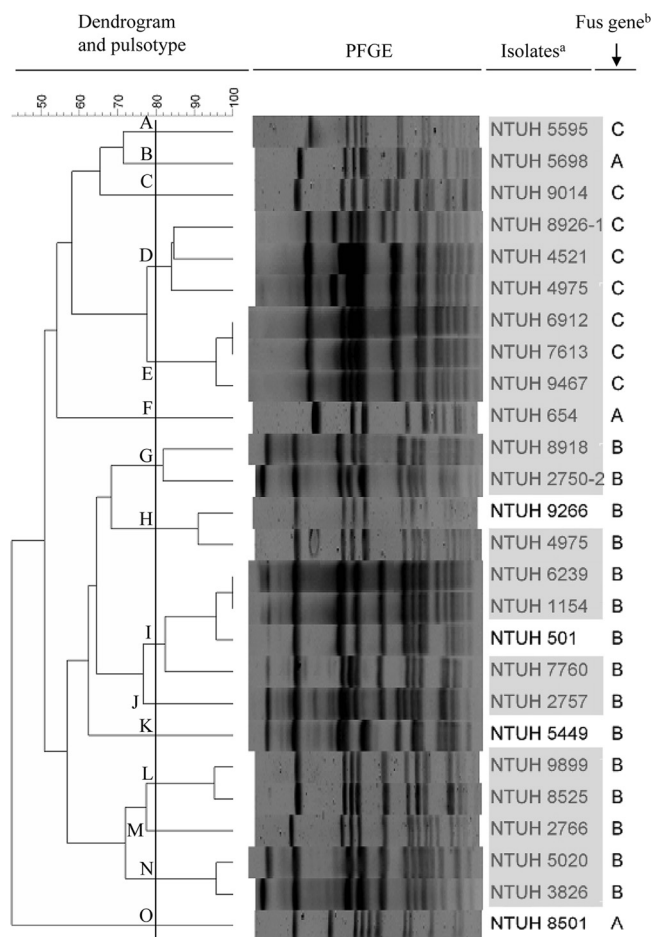 Dendrogram and pulsotype
PFGE
Isolatesa
Fus geneb
50 60 70 80 90 100
A NTUH 5595 C
B NTUH 5698 A
C NTUH 9014 C
NTUH 8926-1 C
D NTUH 4521 C
NTUH 4975 C
NTUH 6912 C
NTUH 7613 C
E NTUH 9467 C
F NTUH 654 A
G NTUH 8918 B
NTUH 2750-2 B
H NTUH 9266 B
NTUH 4975 B
NTUH 6239 B
NTUH 1154 B
I NTUH 501 B
NTUH 7760 B
J NTUH 2757 B
K NTUH 5449 B
L NTUH 9899 B
NTUH 8525 B
M NTUH 2766 B
N NTUH 5020 B
NTUH 3826 B
O NTUH 8501 A